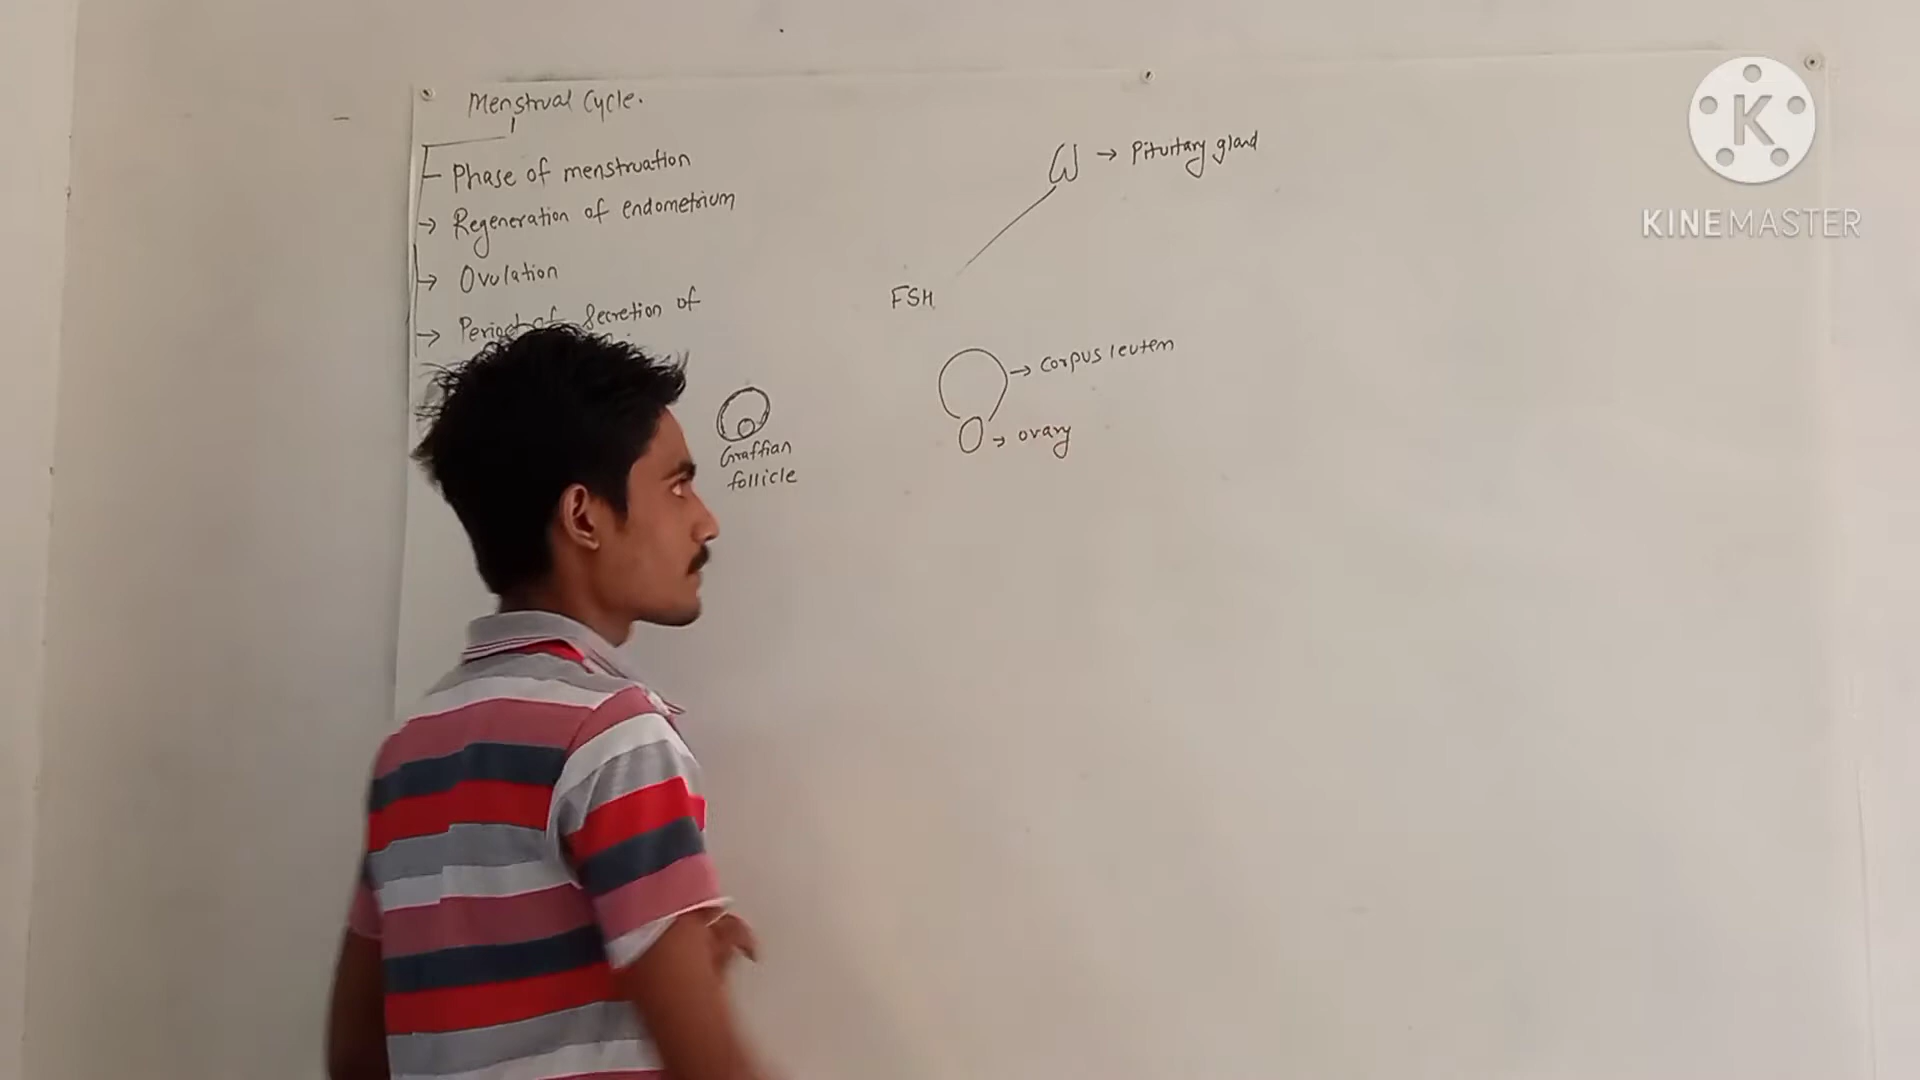 Menstrual Cycle.
Phase of menstruation
→ Regeneration of endometrium
→ Ovulation
→ Period of secretion of
Graffian
follicle
→ Pituitary gland
FSH
→ corpus leutem
→ ovary
K
KINEMASTER